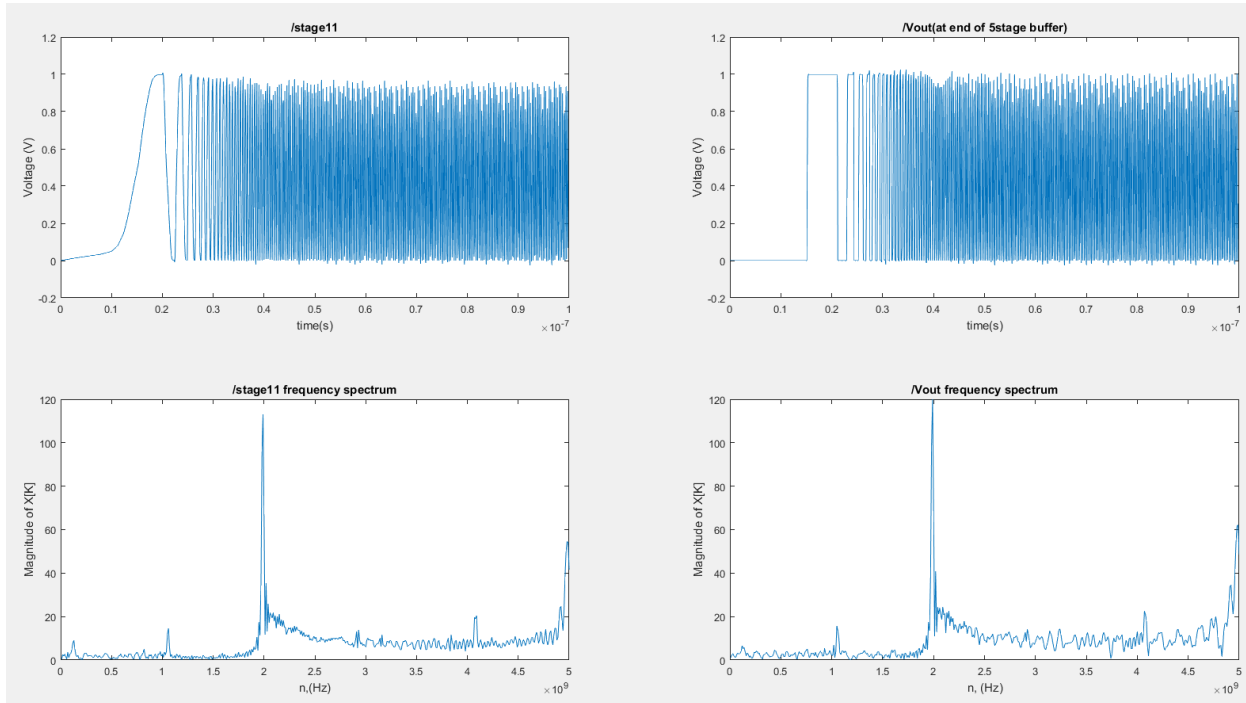 /stage11
1.2
1
0.8
0.6
0.4
0.2
0
-0.2
Voltage (V)
0 0.1 0.2 0.3 0.4 0.5 0.6 0.7 0.8 0.9 1
time(s)
×10-7
/Vout(at end of 5stage buffer)
1.2
1
0.8
0.6
0.4
0.2
0
-0.2
Voltage (V)
0 0.1 0.2 0.3 0.4 0.5 0.6 0.7 0.8 0.9 1
time(s)
×10-7
/stage11 frequency spectrum
120
100
80
60
40
20
0
Magnitude of X[K]
0 0.5 1 1.5 2 2.5 3 3.5 4 4.5 5
n,(Hz)
×10^9
/Vout frequency spectrum
120
100
80
60
40
20
0
Magnitude of X[K]
0 0.5 1 1.5 2 2.5 3 3.5 4 4.5 5
n, (Hz)
×10^9